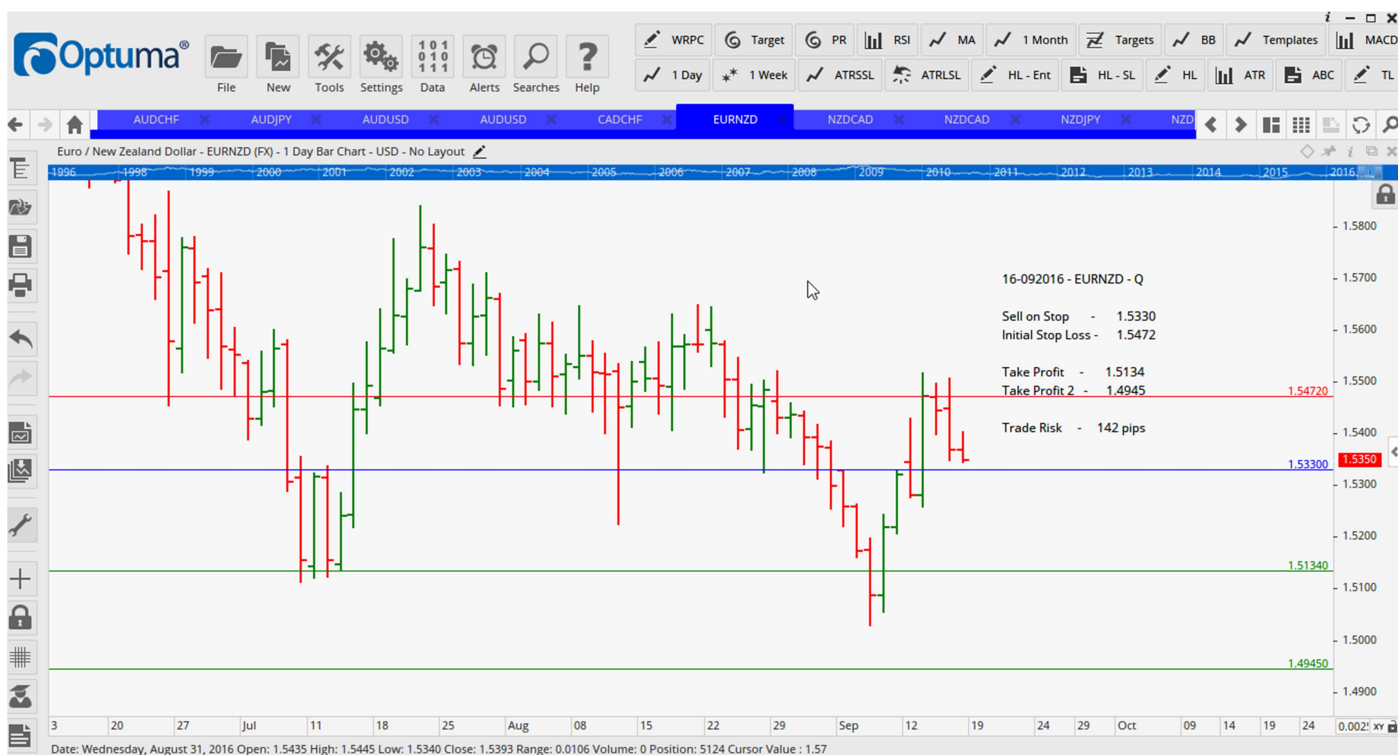 i
Optuma®
File
New
Tools
Settings
101
010
111
Data
Alerts
Searches
?
Help
WRPC
Target
PR
RSI
MA
1 Month
Targets
BB
Templates
MACD
1 Day
1 Week
ATRSSL
ATRLSL
HL - Ent
HL - SL
HL
ATR
ABC
TL
AUDCHF
AUDJPY
AUDUSD
AUDUSD
CADCHF
EURNZD
NZDCAD
NZDCAD
NZDJPY
NZD
Euro / New Zealand Dollar - EURNZD (FX) - 1 Day Bar Chart - USD - No Layout
1996 1998 1999 2000 2001 2002 2003 2004 2005 2006 2007 2008 2009 2010 2011 2012 2013 2014 2015 2016
1.5800
1.5700
1.5600
1.5500
1.5400
1.5350
1.5300
1.5200
1.5100
1.5000
1.4900
16-092016 - EURNZD - Q
Sell on Stop - 1.5330
Initial Stop Loss - 1.5472
Take Profit - 1.5134
Take Profit 2 - 1.4945
Trade Risk - 142 pips
1.54720
1.53300
1.51340
1.49450
3 20 27 Jul 11 18 25 Aug 08 15 22 29 Sep 12 19 24 29 Oct 09 14 19 24
XY
Date: Wednesday, August 31, 2016 Open: 1.5435 High: 1.5445 Low: 1.5340 Close: 1.5393 Range: 0.0106 Volume: 0 Position: 5124 Cursor Value : 1.57